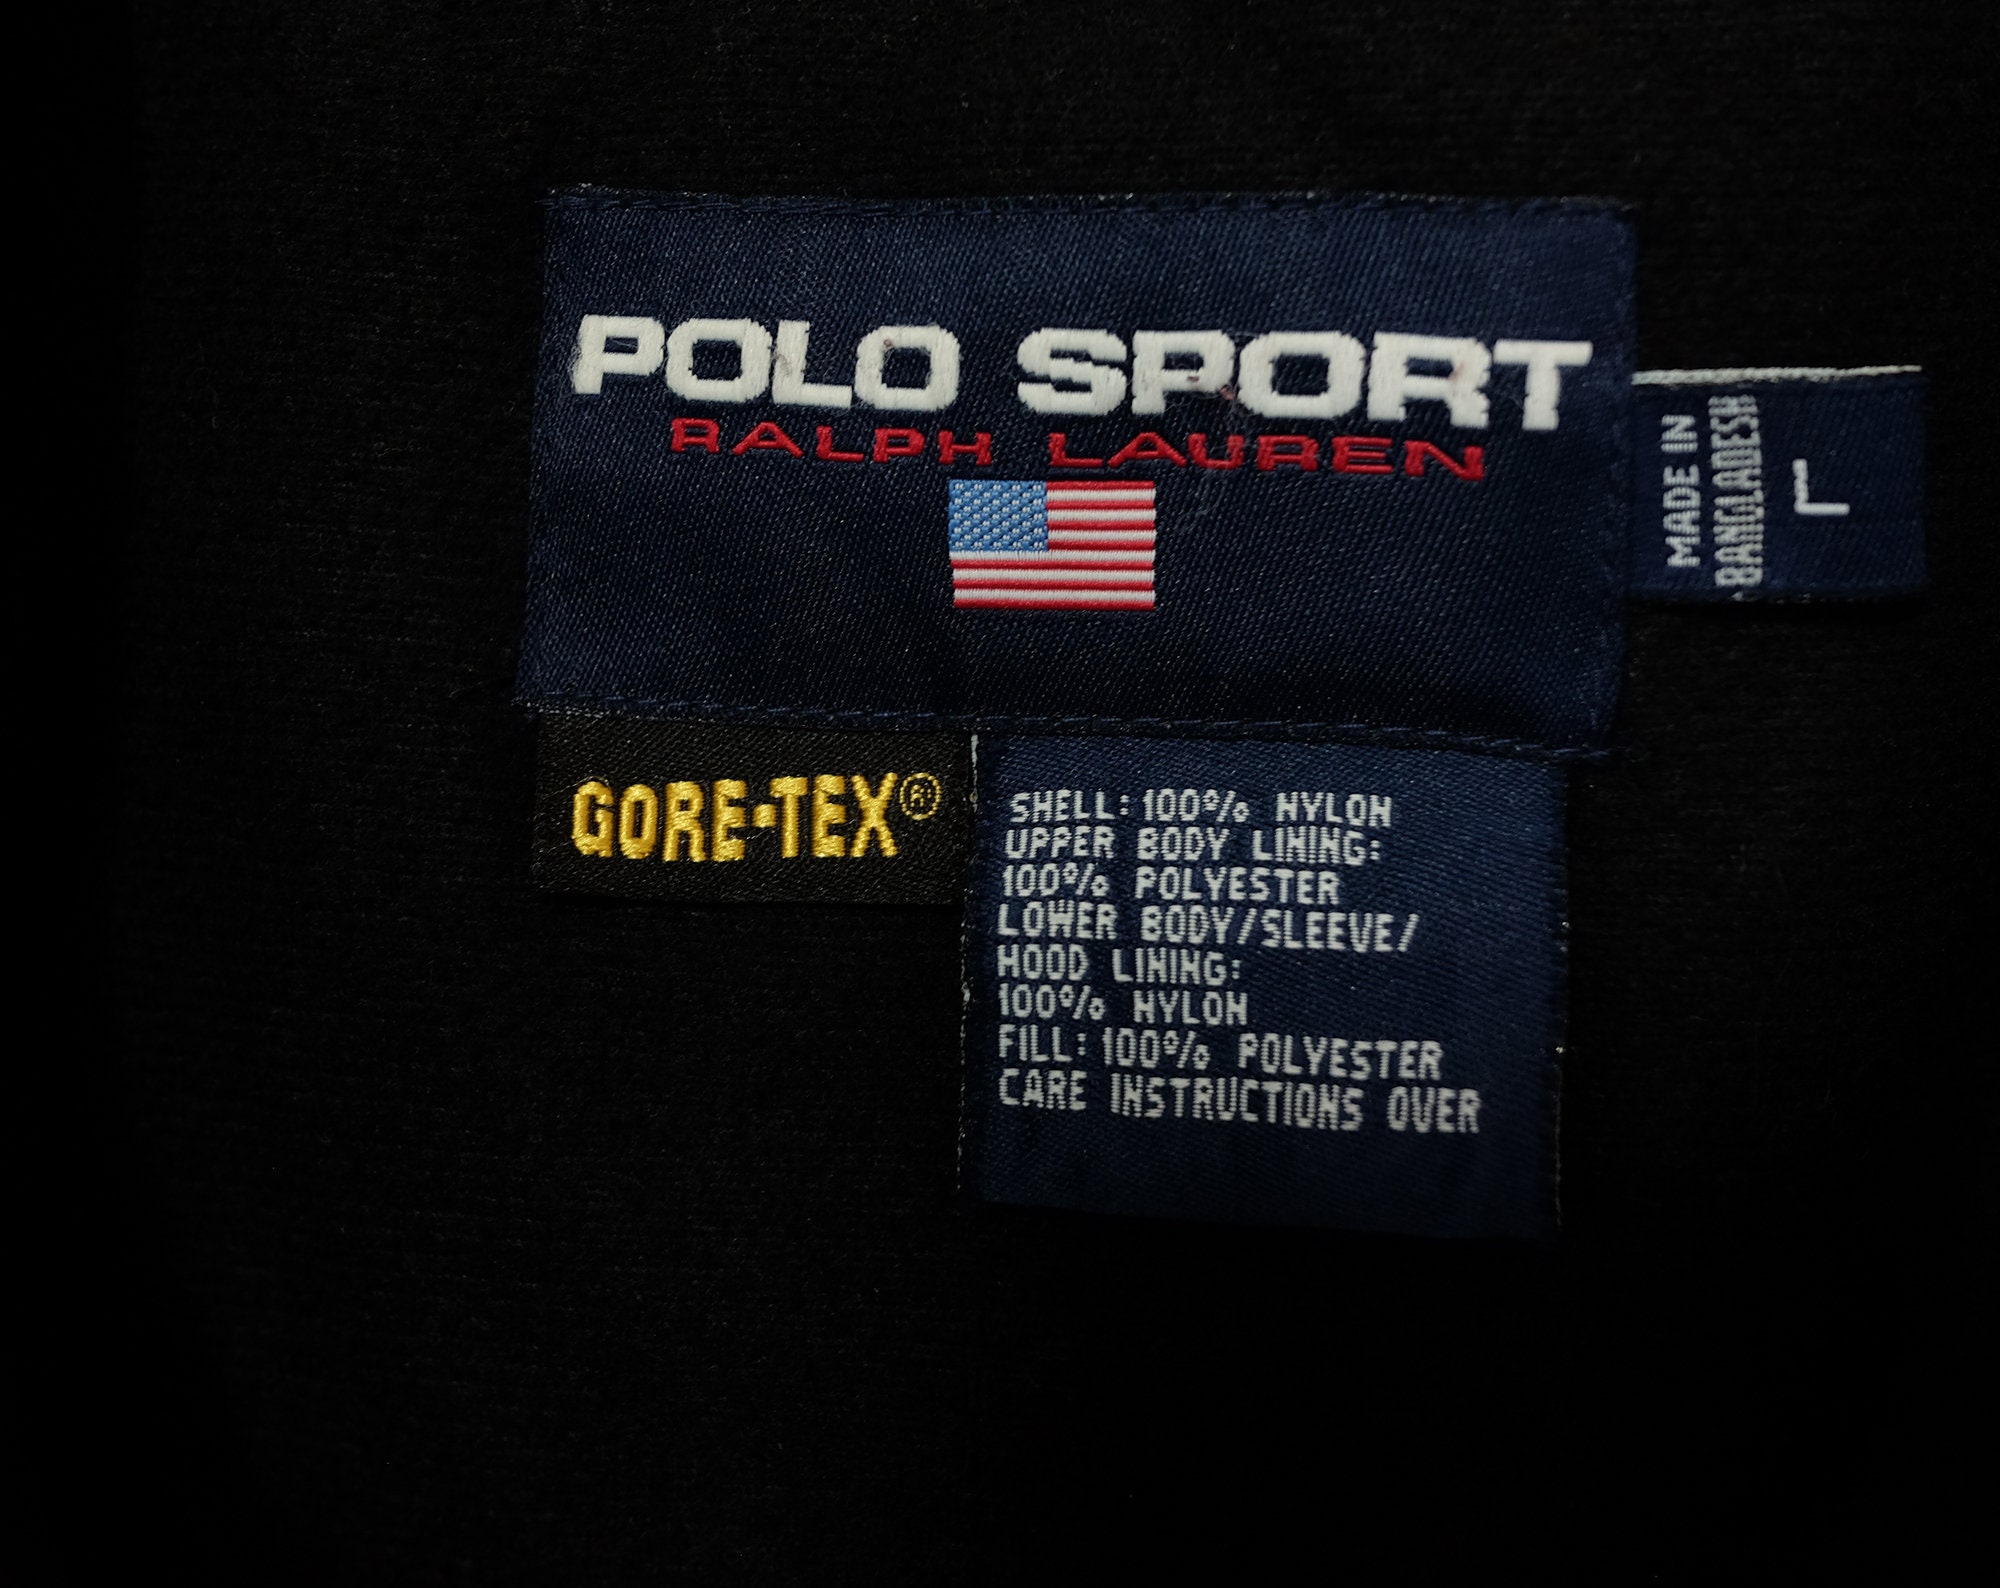 POLO SPORT
RALPH LAUREN
MADE IN
BANGLADESH
L
GORE-TEX®
SHELL: 100% NYLON
UPPER BODY LINING:
100% POLYESTER
LOWER BODY/SLEEVE/
HOOD LINING:
100% NYLON
FILL: 100% POLYESTER
CARE INSTRUCTIONS OVER